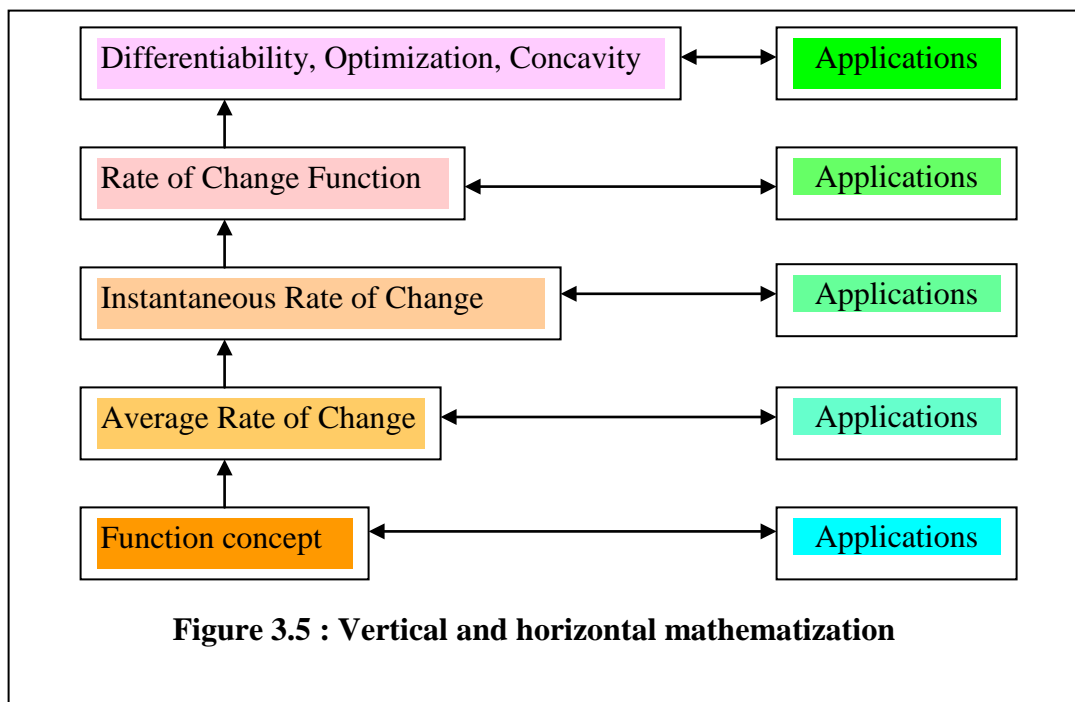 Differentiability, Optimization, Concavity
Applications
Rate of Change Function
Applications
Instantaneous Rate of Change
Applications
Average Rate of Change
Applications
Function concept
Applications
Figure 3.5 : Vertical and horizontal mathematization